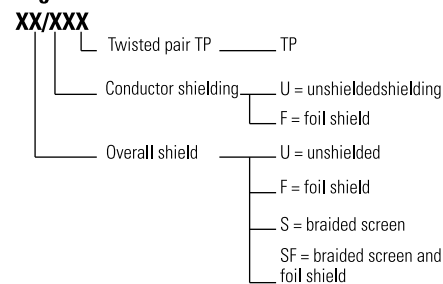 XX/XXX
Twisted pair TP TP
Conductor shielding U = unshieldedshielding
F = foil shield
Overall shield U = unshielded
F = foil shield
S = braided screen
SF = braided screen and
foil shield